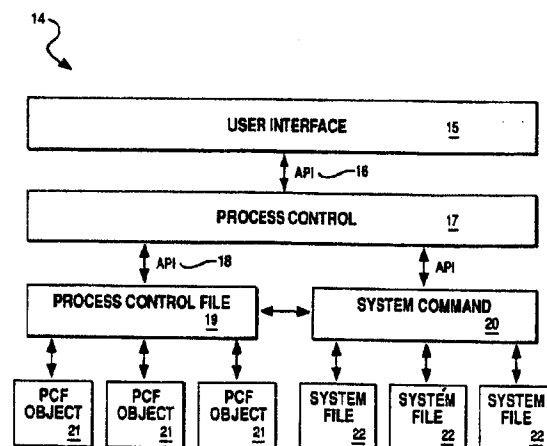 14
USER INTERFACE 15
API 16
PROCESS CONTROL 17
API 18
API
PROCESS CONTROL FILE
19
SYSTEM COMMAND
20
PCF
OBJECT
21
PCF
OBJECT
21
PCF
OBJECT
21
SYSTEM
FILE
22
SYSTEM
FILE
22
SYSTEM
FILE
22